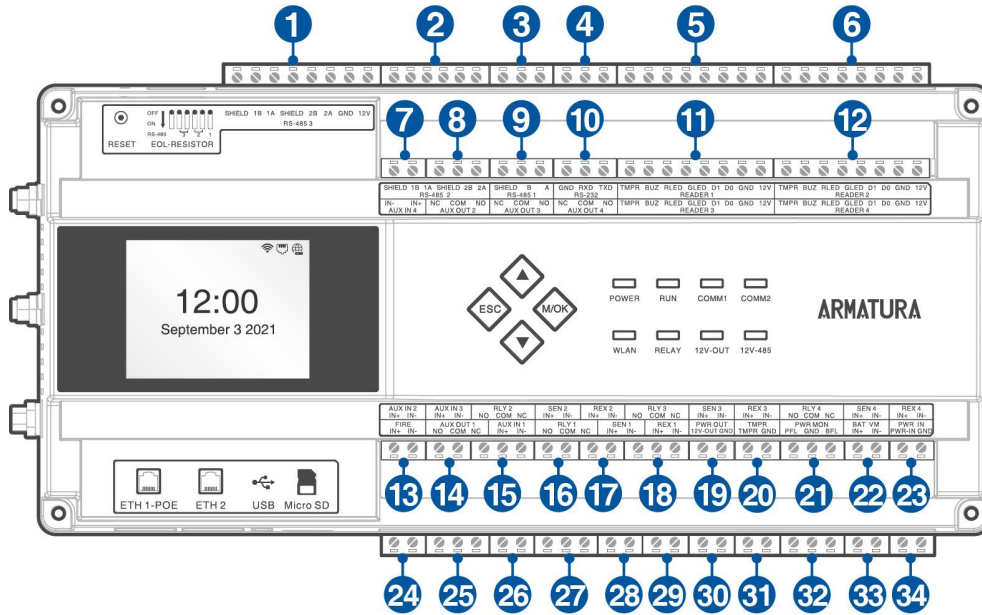 1 2 3 4 5 6
OFF
ON
RS-485 3 2 1
RESET EOL-RESISTOR
SHIELD 1B 1A SHIELD 2B 2A GND 12V
RS-485 3
7 8 9 10 11 12
SHIELD 1B 1A SHIELD 2B 2A
RS-485 2
SHIELD B A
RS-485 1
GND RXD TXD
RS-232
TMPR BUZ RLED GLED D1 D0 GND 12V
READER 1
TMPR BUZ RLED GLED D1 D0 GND 12V
READER 2
IN- IN+
AUX IN 4
NC COM NO
AUX OUT 2
NC COM NO
AUX OUT 3
NC COM NO
AUX OUT 4
TMPR BUZ RLED GLED D1 D0 GND 12V
READER 3
TMPR BUZ RLED GLED D1 D0 GND 12V
READER 4
12:00
September 3 2021
ESC M/OK
POWER RUN COMM1 COMM2
WLAN RELAY 12V-OUT 12V-485
ARMATURA
AUX IN 2
IN+ IN-
AUX IN 3
IN+ IN-
RLY 2
NO COM NC
SEN 2
IN+ IN-
REX 2
IN+ IN-
RLY 3
NO COM NC
SEN 3
IN+ IN-
REX 3
IN+ IN-
RLY 4
NO COM NC
SEN 4
IN+ IN-
REX 4
IN+ IN-
FIRE
IN+ IN-
AUX OUT 1
NO COM NC
AUX IN 1
IN+ IN-
RLY 1
NO COM NC
SEN 1
IN+ IN-
REX 1
IN+ IN-
PWR OUT
12V-OUT GND
TMPR
TMPR GND
PWR MON
PFL GND BFL
BAT VM
IN+ IN-
PWR IN
PWR-IN GND
13 14 15 16 17 18 19 20 21 22 23
ETH 1-POE ETH 2 USB Micro SD
24 25 26 27 28 29 30 31 32 33 34